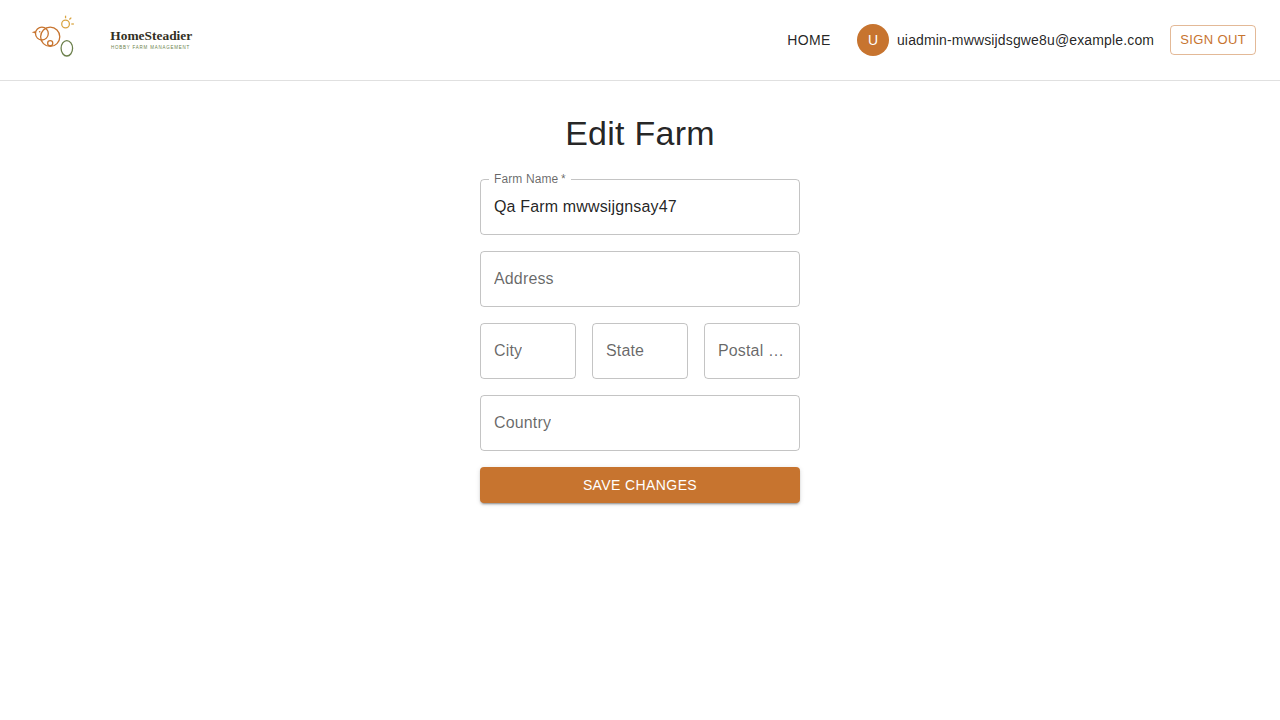 HomeSteadier
HOBBY FARM MANAGEMENT
HOME
U
uiadmin-mwwsijdsgwe8u@example.com
SIGN OUT
Edit Farm
Farm Name *
Qa Farm mwwsijgnsay47
Address
City
State
Postal …
Country
SAVE CHANGES